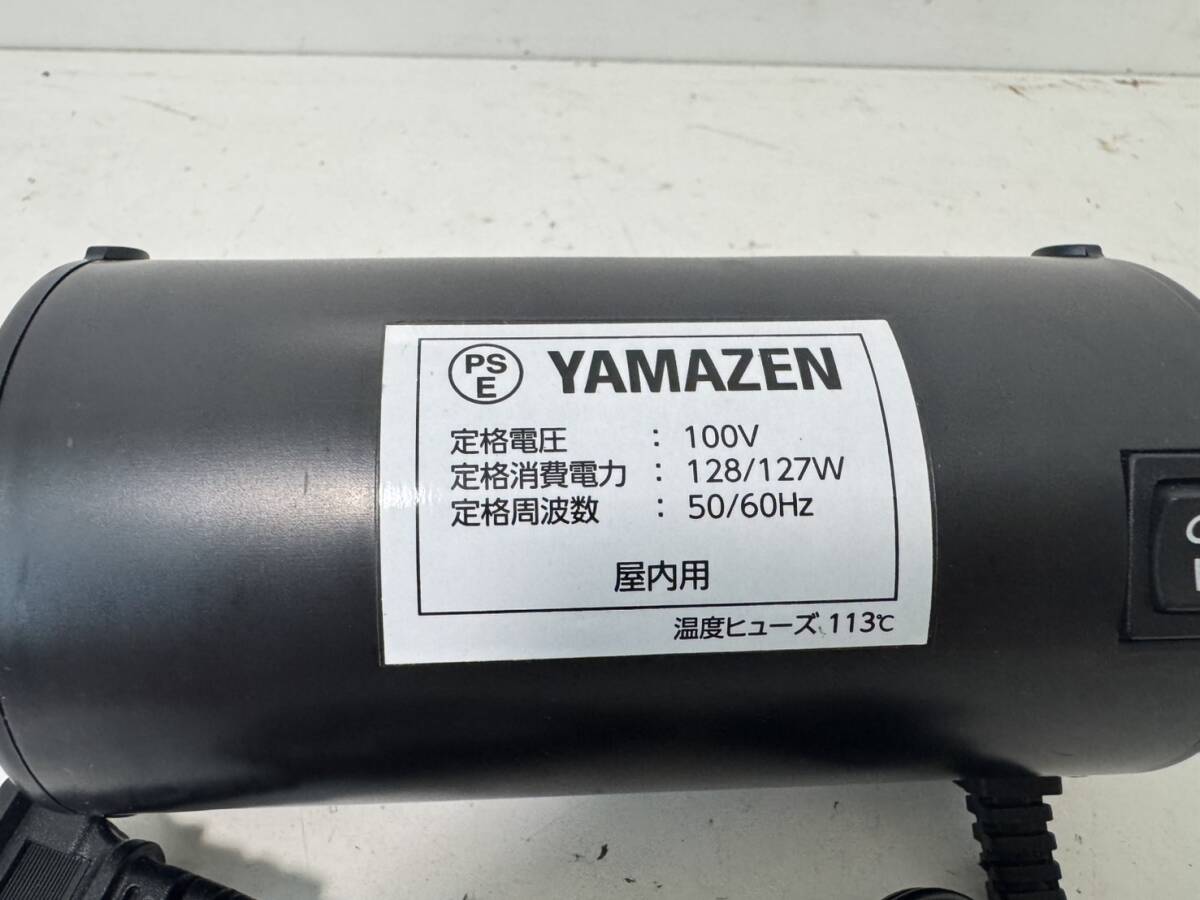 PS
E
YAMAZEN
定格電圧 : 100V
定格消費電力 : 128/127W
定格周波数 : 50/60Hz
屋内用
温度ヒューズ 113℃